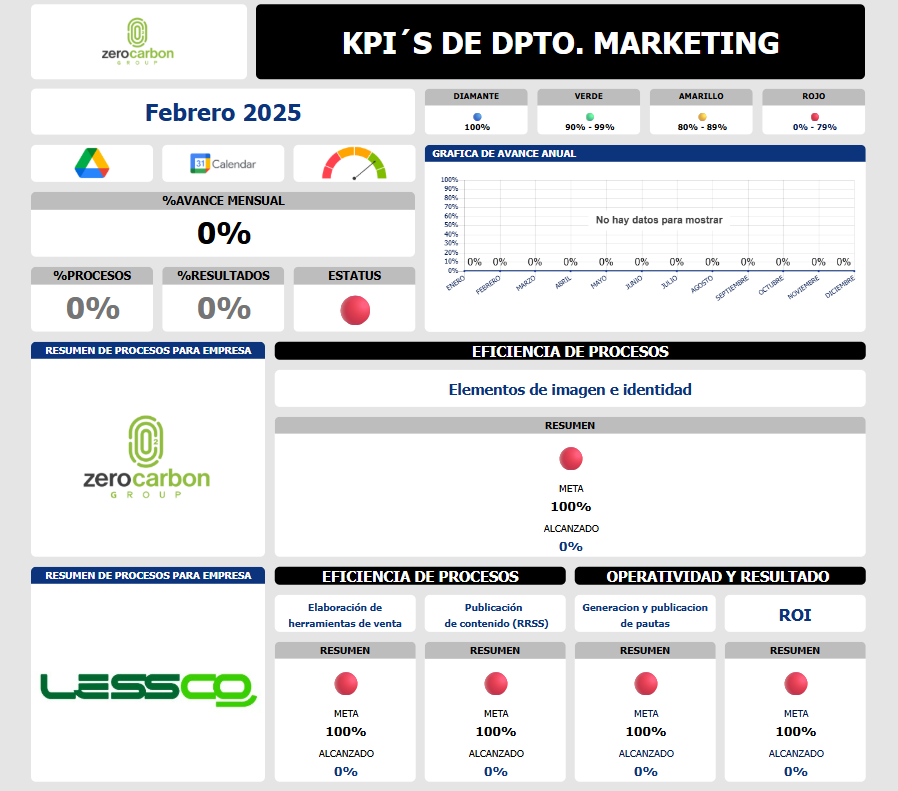 zerocarbon
GROUP
KPI´S DE DPTO. MARKETING
Febrero 2025
DIAMANTE
100%
VERDE
90% - 99%
AMARILLO
80% - 89%
ROJO
0% - 79%
31 Calendar
%AVANCE MENSUAL
0%
%PROCESOS
0%
%RESULTADOS
0%
ESTATUS
GRAFICA DE AVANCE ANUAL
100%
90%
80%
70%
60%
50%
40%
30%
20%
10%
0%
No hay datos para mostrar
0% 0% 0% 0% 0% 0% 0% 0% 0% 0% 0% 0%
ENERO FEBRERO MARZO ABRIL MAYO JUNIO JULIO AGOSTO SEPTIEMBRE OCTUBRE NOVIEMBRE DICIEMBRE
RESUMEN DE PROCESOS PARA EMPRESA
zerocarbon
GROUP
EFICIENCIA DE PROCESOS
Elementos de imagen e identidad
RESUMEN
META
100%
ALCANZADO
0%
RESUMEN DE PROCESOS PARA EMPRESA
LESSCO2
EFICIENCIA DE PROCESOS
Elaboración de
herramientas de venta
RESUMEN
META
100%
ALCANZADO
0%
Publicación
de contenido (RRSS)
RESUMEN
META
100%
ALCANZADO
0%
OPERATIVIDAD Y RESULTADO
Generacion y publicacion
de pautas
RESUMEN
META
100%
ALCANZADO
0%
ROI
RESUMEN
META
100%
ALCANZADO
0%